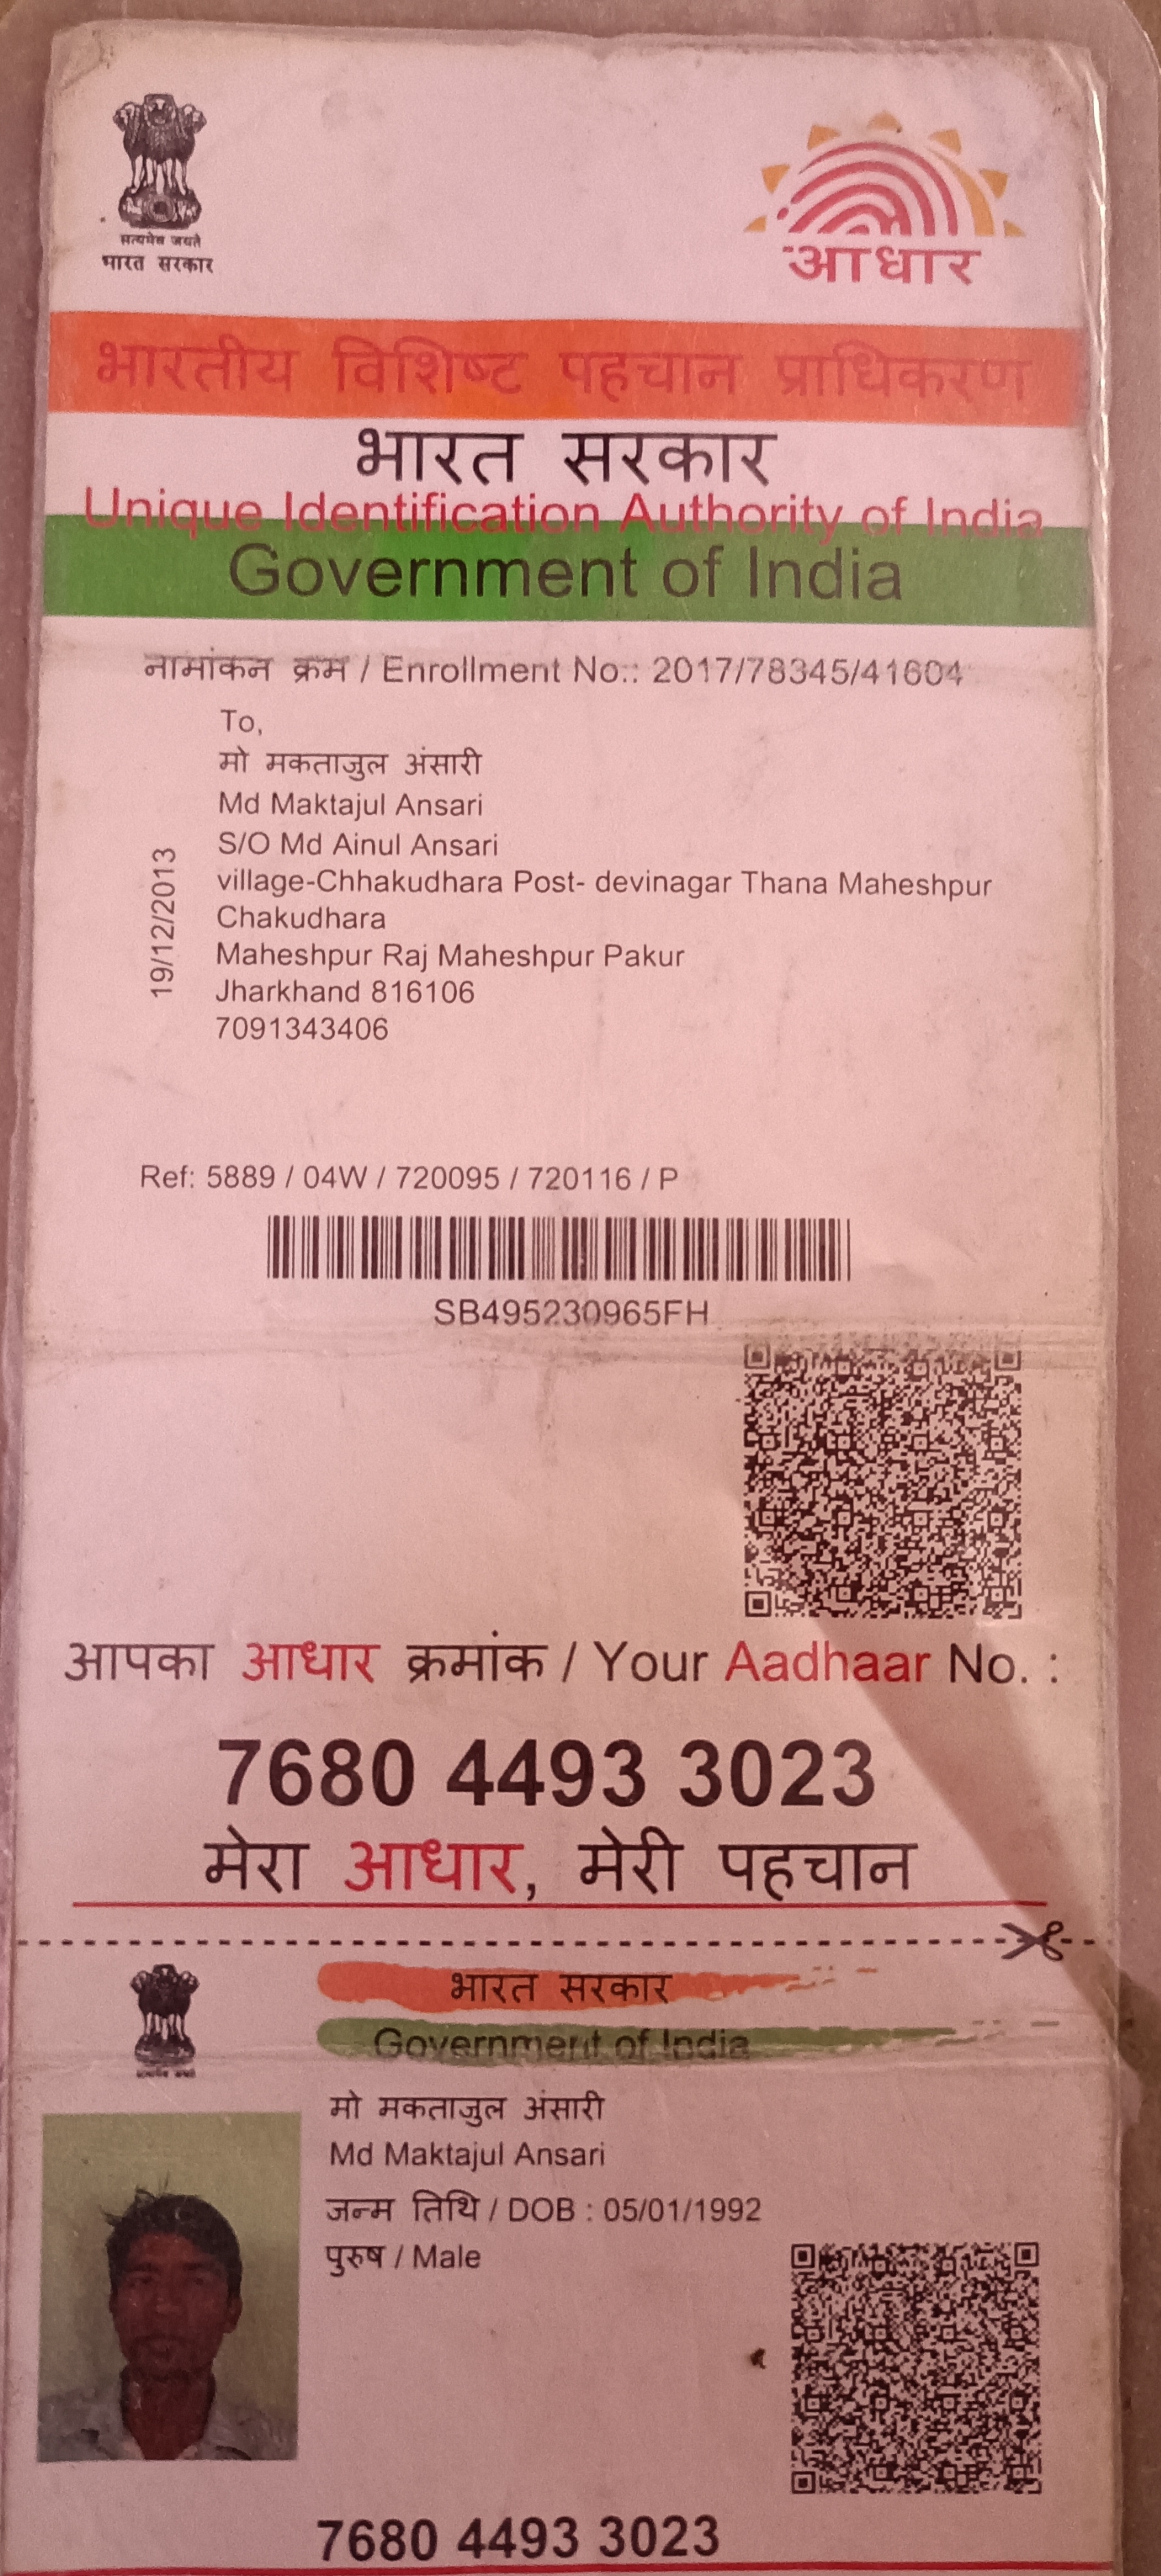 सत्यमेव जयते
भारत सरकार
आधार
भारतीय विशिष्ट पहचान प्राधिकरण
भारत सरकार
Unique Identification Authority of India
Government of India
नामांकन क्रम / Enrollment No.: 2017/78345/41604
To,
मो मकताजुल अंसारी
Md Maktajul Ansari
S/O Md Ainul Ansari
village-Chhakudhara Post- devinagar Thana Maheshpur
Chakudhara
Maheshpur Raj Maheshpur Pakur
Jharkhand 816106
7091343406
19/12/2013
Ref: 5889 / 04W / 720095 / 720116 / P
SB495230965FH
आपका आधार क्रमांक / Your Aadhaar No. :
7680 4493 3023
मेरा आधार, मेरी पहचान
भारत सरकार
Government of India
मो मकताजुल अंसारी
Md Maktajul Ansari
जन्म तिथि / DOB : 05/01/1992
पुरुष / Male
7680 4493 3023